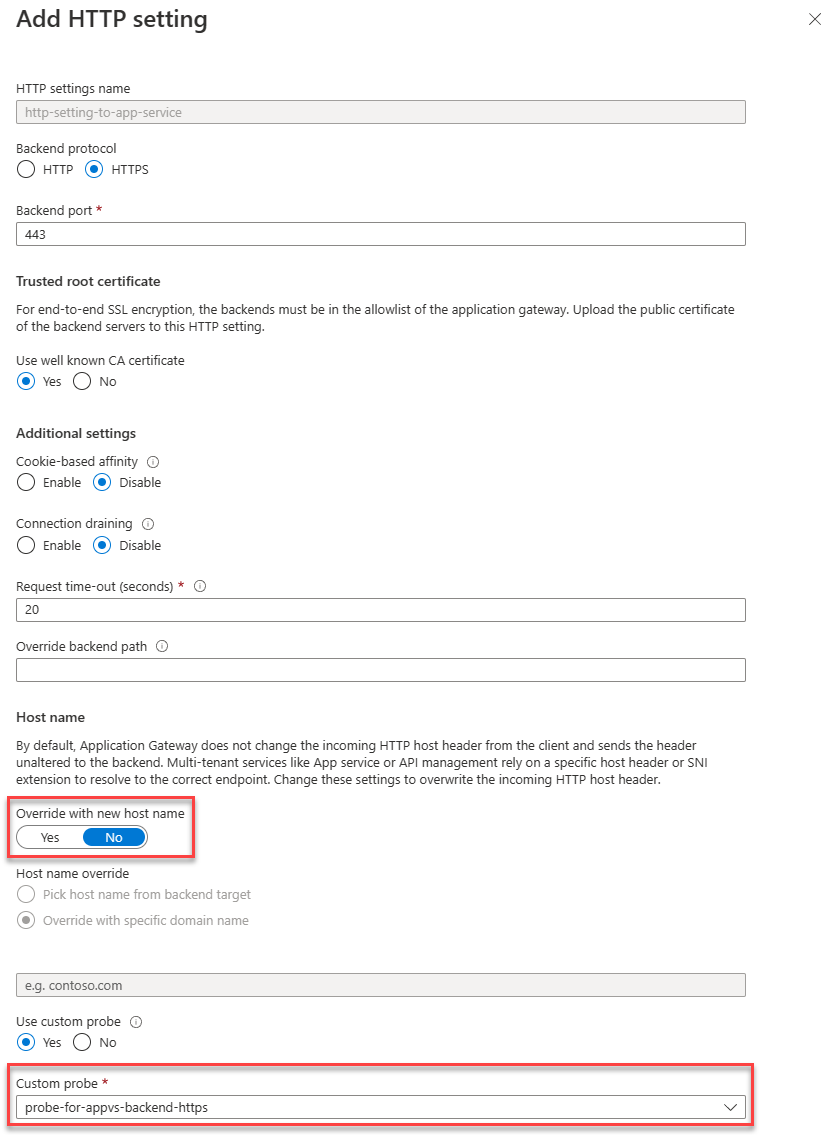 Add HTTP setting
HTTP settings name
http-setting-to-app-service
Backend protocol
HTTP HTTPS
Backend port *
443
Trusted root certificate
For end-to-end SSL encryption, the backends must be in the allowlist of the application gateway. Upload the public certificate
of the backend servers to this HTTP setting.
Use well known CA certificate
Yes No
Additional settings
Cookie-based affinity
Enable Disable
Connection draining
Enable Disable
Request time-out (seconds) *
20
Override backend path
Host name
By default, Application Gateway does not change the incoming HTTP host header from the client and sends the header
unaltered to the backend. Multi-tenant services like App service or API management rely on a specific host header or SNI
extension to resolve to the correct endpoint. Change these settings to overwrite the incoming HTTP host header.
Override with new host name
Yes No
Host name override
Pick host name from backend target
Override with specific domain name
e.g. contoso.com
Use custom probe
Yes No
Custom probe *
probe-for-appvs-backend-https